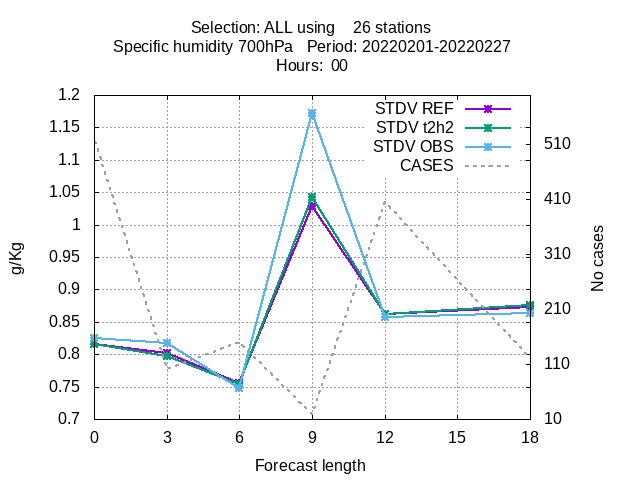 Selection: ALL using    26 stations
Specific humidity 700hPa   Period: 20220201-20220227
Hours:  00
STDV REF
STDV t2h2
STDV OBS
CASES
g/Kg
1.2
1.15
1.1
1.05
1
0.95
0.9
0.85
0.8
0.75
0.7
510
410
310
210
110
10
No cases
0 3 6 9 12 15 18
Forecast length